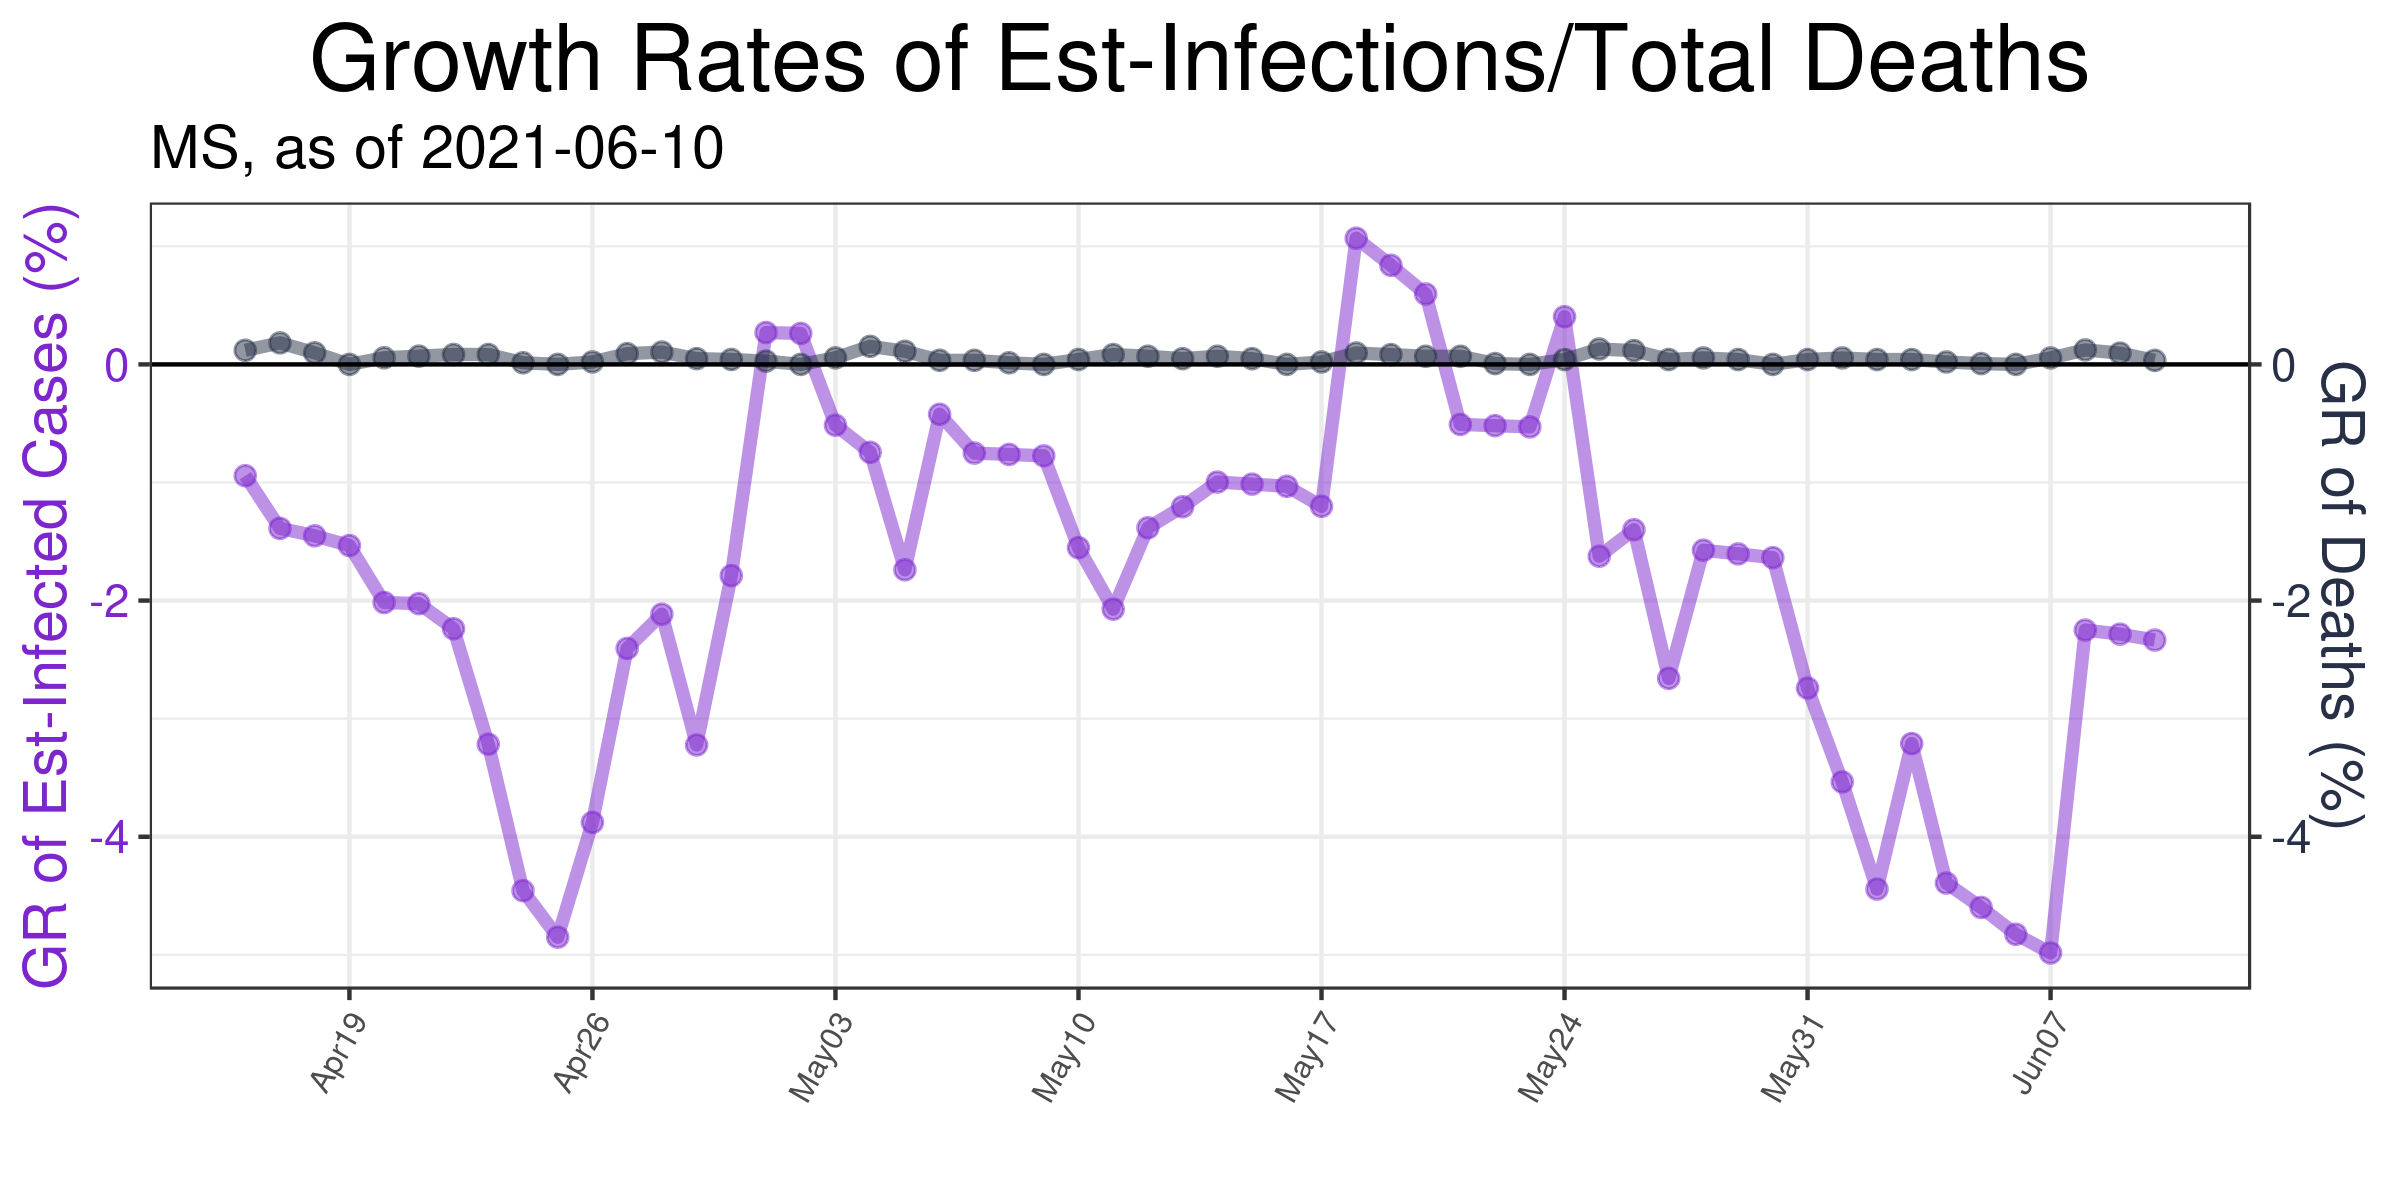 Growth Rates of Est-Infections/Total Deaths
MS, as of 2021-06-10
GR of Est-Infected Cases (%)
0
-2
-4
0
-2
-4
GR of Deaths (%)
Apr19
Apr26
May03
May10
May17
May24
May31
Jun07